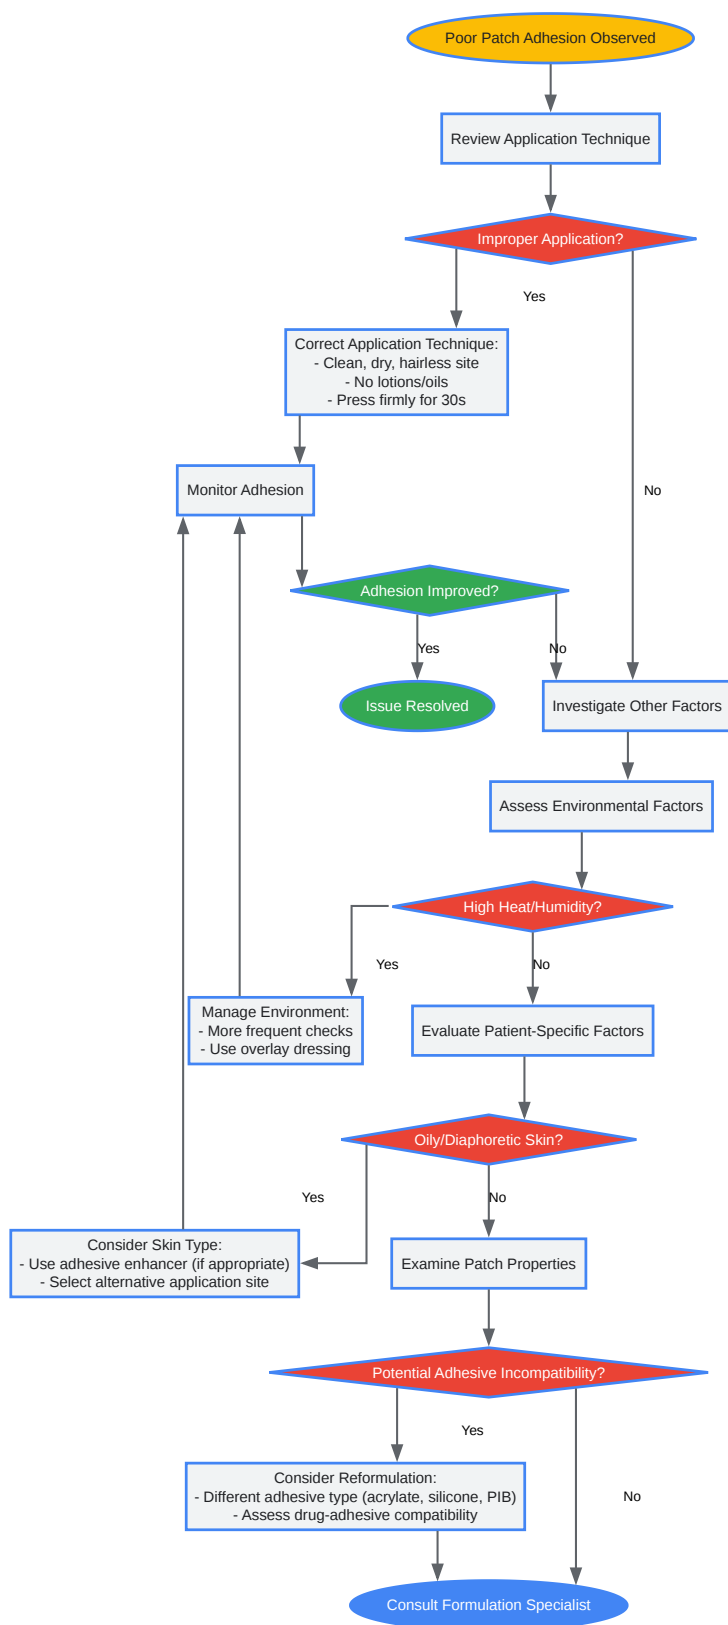 Poor Patch Adhesion Observed
Review Application Technique
Improper Application?
Yes
Correct Application Technique:
- Clean, dry, hairless site
- No lotions/oils
- Press firmly for 30s
Monitor Adhesion
No
Adhesion Improved?
Yes
No
Issue Resolved
Investigate Other Factors
Assess Environmental Factors
High Heat/Humidity?
Yes
No
Manage Environment:
- More frequent checks
- Use overlay dressing
Evaluate Patient-Specific Factors
Oily/Diaphoretic Skin?
Yes
No
Consider Skin Type:
- Use adhesive enhancer (if appropriate)
- Select alternative application site
Examine Patch Properties
Potential Adhesive Incompatibility?
Yes
Consider Reformulation:
- Different adhesive type (acrylate, silicone, PIB)
- Assess drug-adhesive compatibility
No
Consult Formulation Specialist